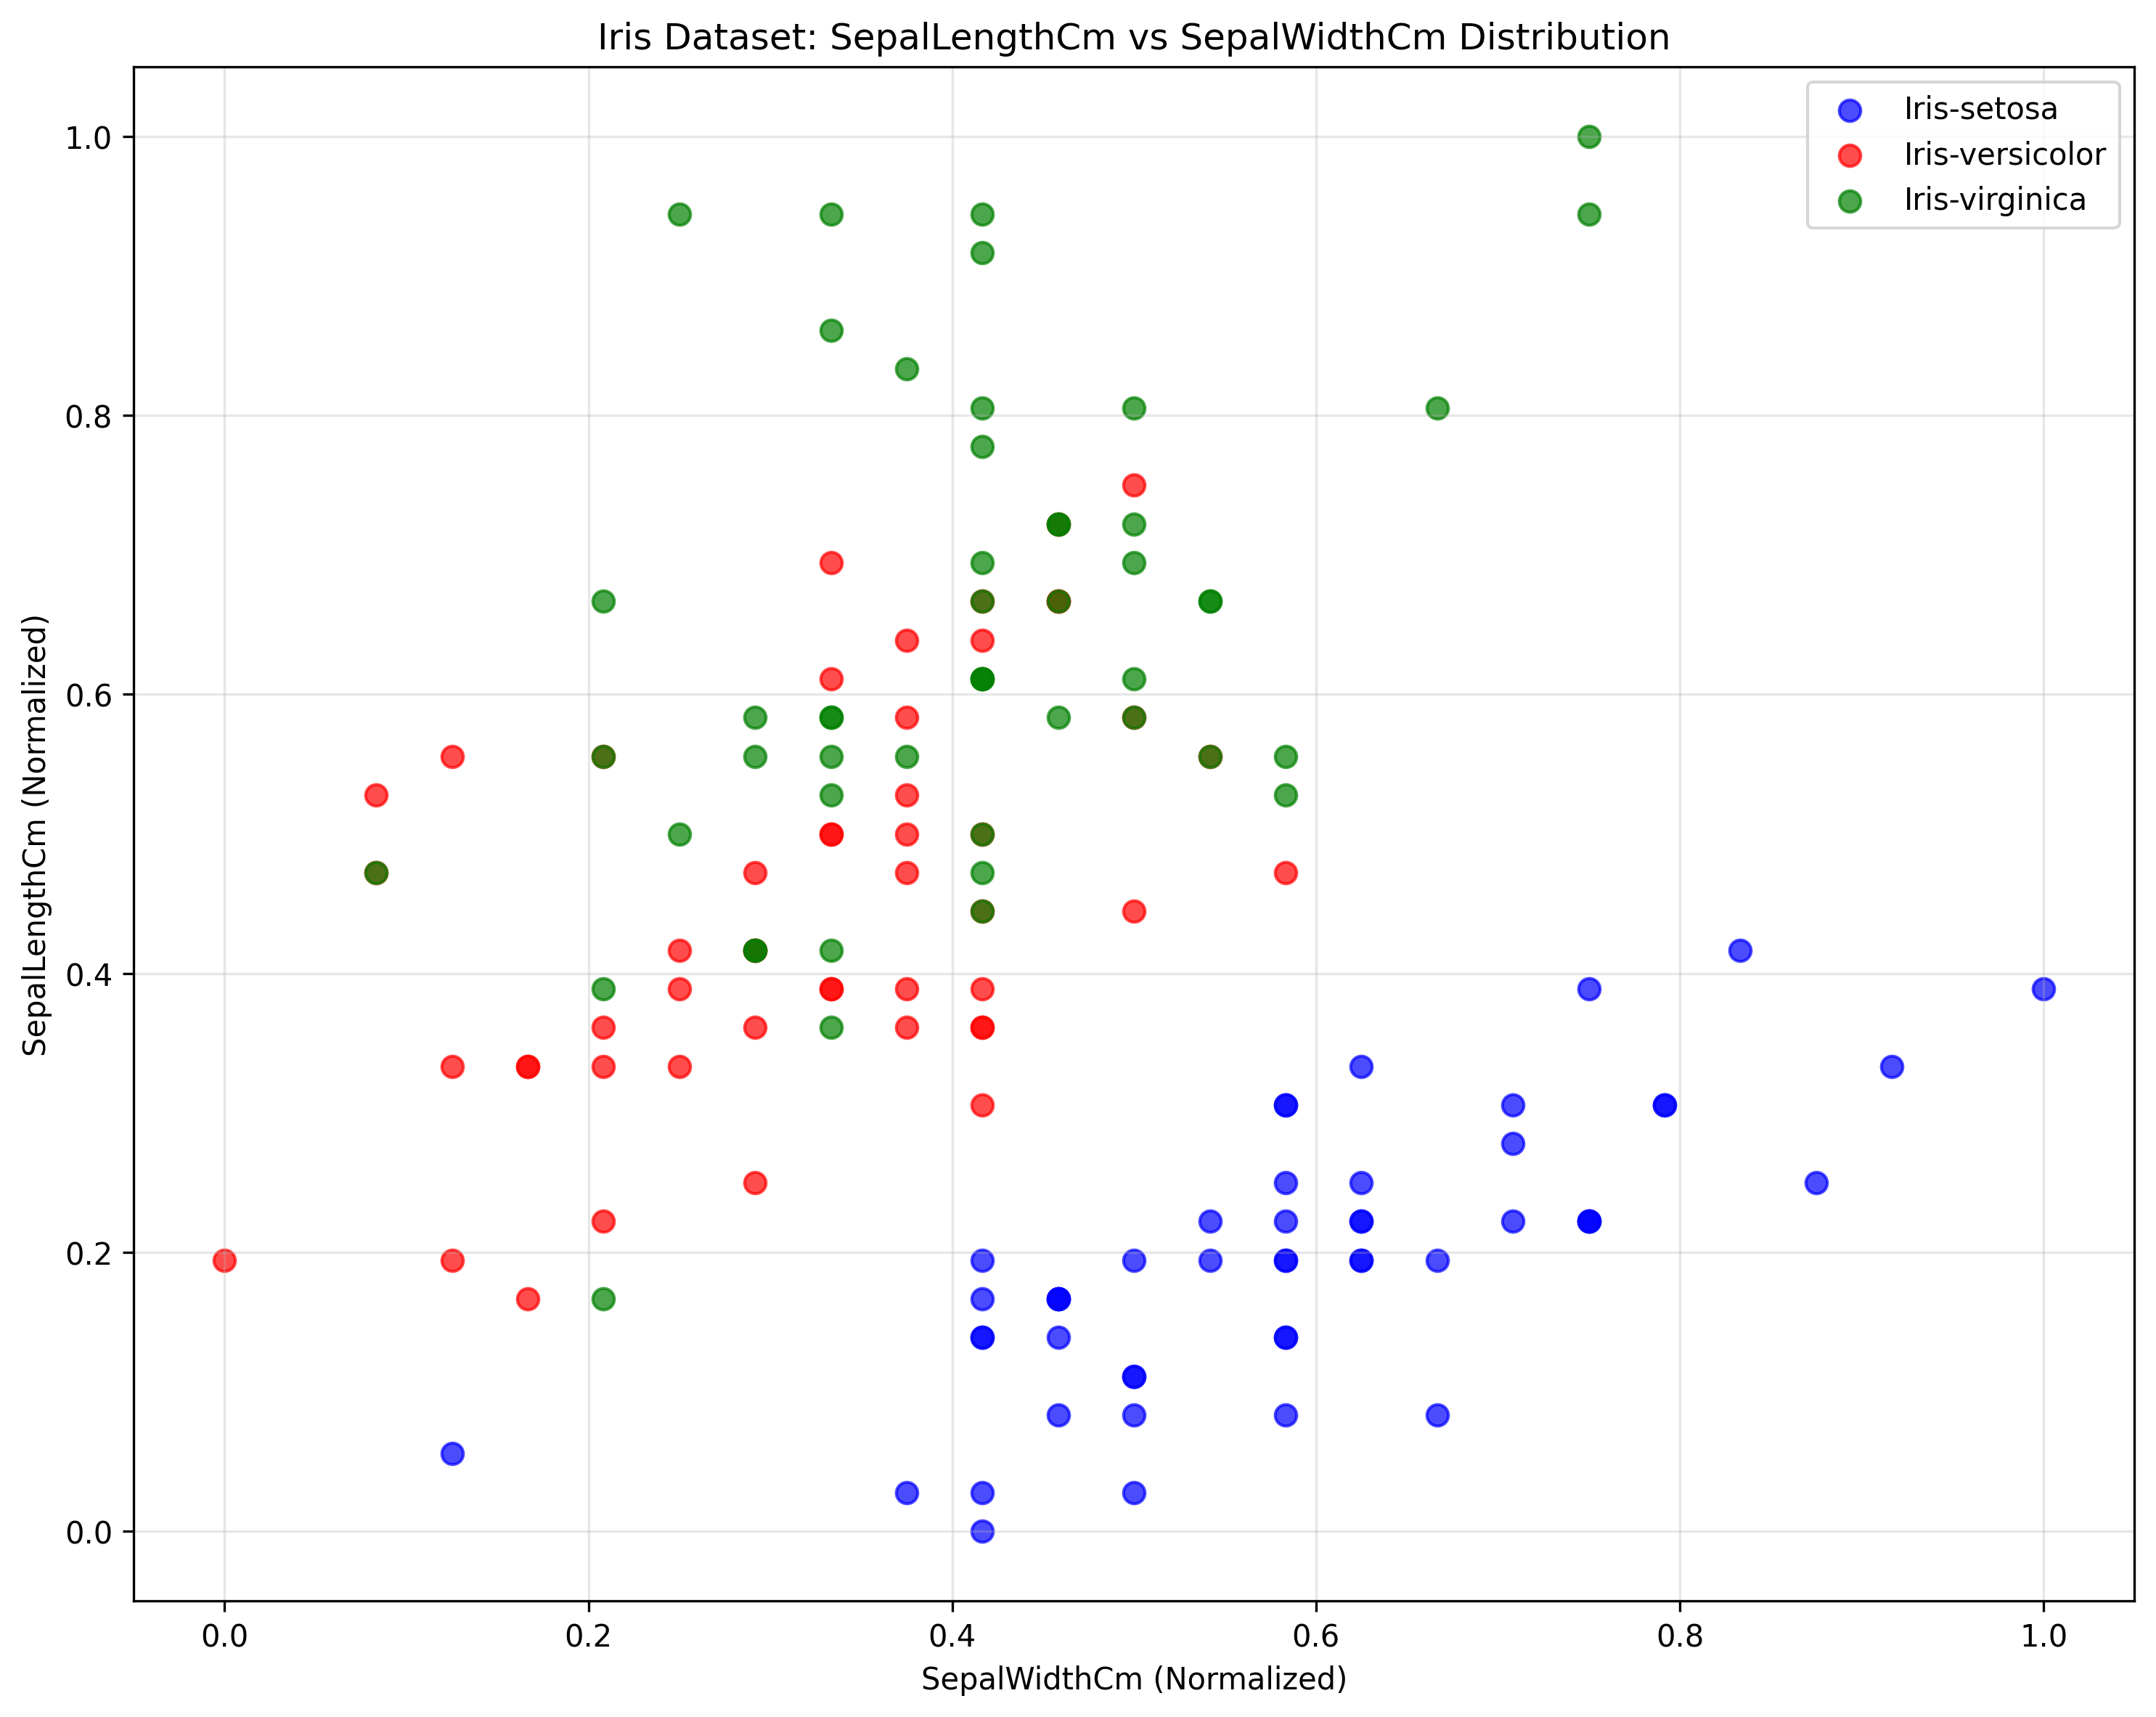 Iris Dataset: SepalLengthCm vs SepalWidthCm Distribution
Iris-setosa
Iris-versicolor
Iris-virginica
SepalLengthCm (Normalized)
1.0
0.8
0.6
0.4
0.2
0.0
0.0 0.2 0.4 0.6 0.8 1.0
SepalWidthCm (Normalized)